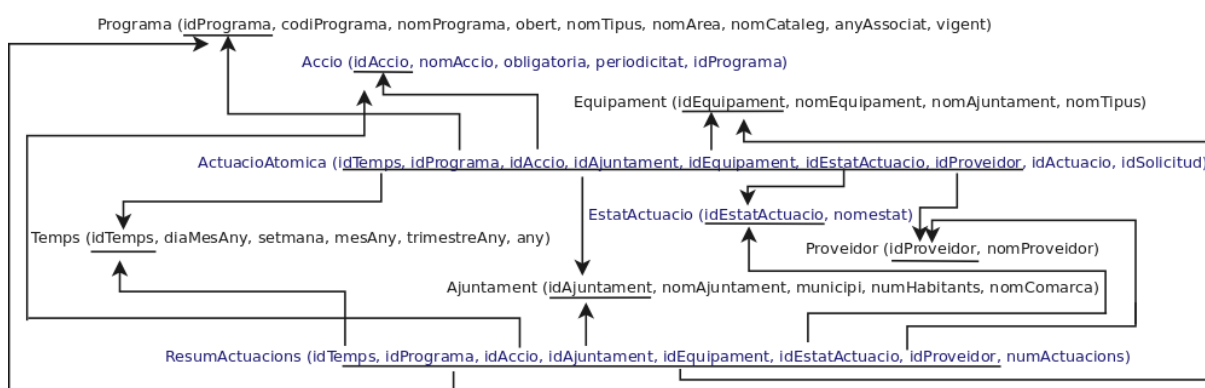 Programa (idPrograma, codiPrograma, nomPrograma, obert, nomTipus, nomArea, nomCataleg, anyAssociat, vigent)
Accio (idAccio, nomAccio, obligatoria, periodicitat, idPrograma)
Equipament (idEquipament, nomEquipament, nomAjuntament, nomTipus)
ActuacioAtomica (idTemps, idPrograma, idAccio, idAjuntament, idEquipament, idEstatActuacio, idProveidor, idActuacio, idSolicitud)
EstatActuacio (idEstatActuacio, nomestat)
Temps (idTemps, diaMesAny, setmana, mesAny, trimestreAny, any)
Proveidor (idProveidor, nomProveidor)
Ajuntament (idAjuntament, nomAjuntament, municipi, numHabitants, nomComarca)
ResumActuacions (idTemps, idPrograma, idAccio, idAjuntament, idEquipament, idEstatActuacio, idProveidor, numActuacions)